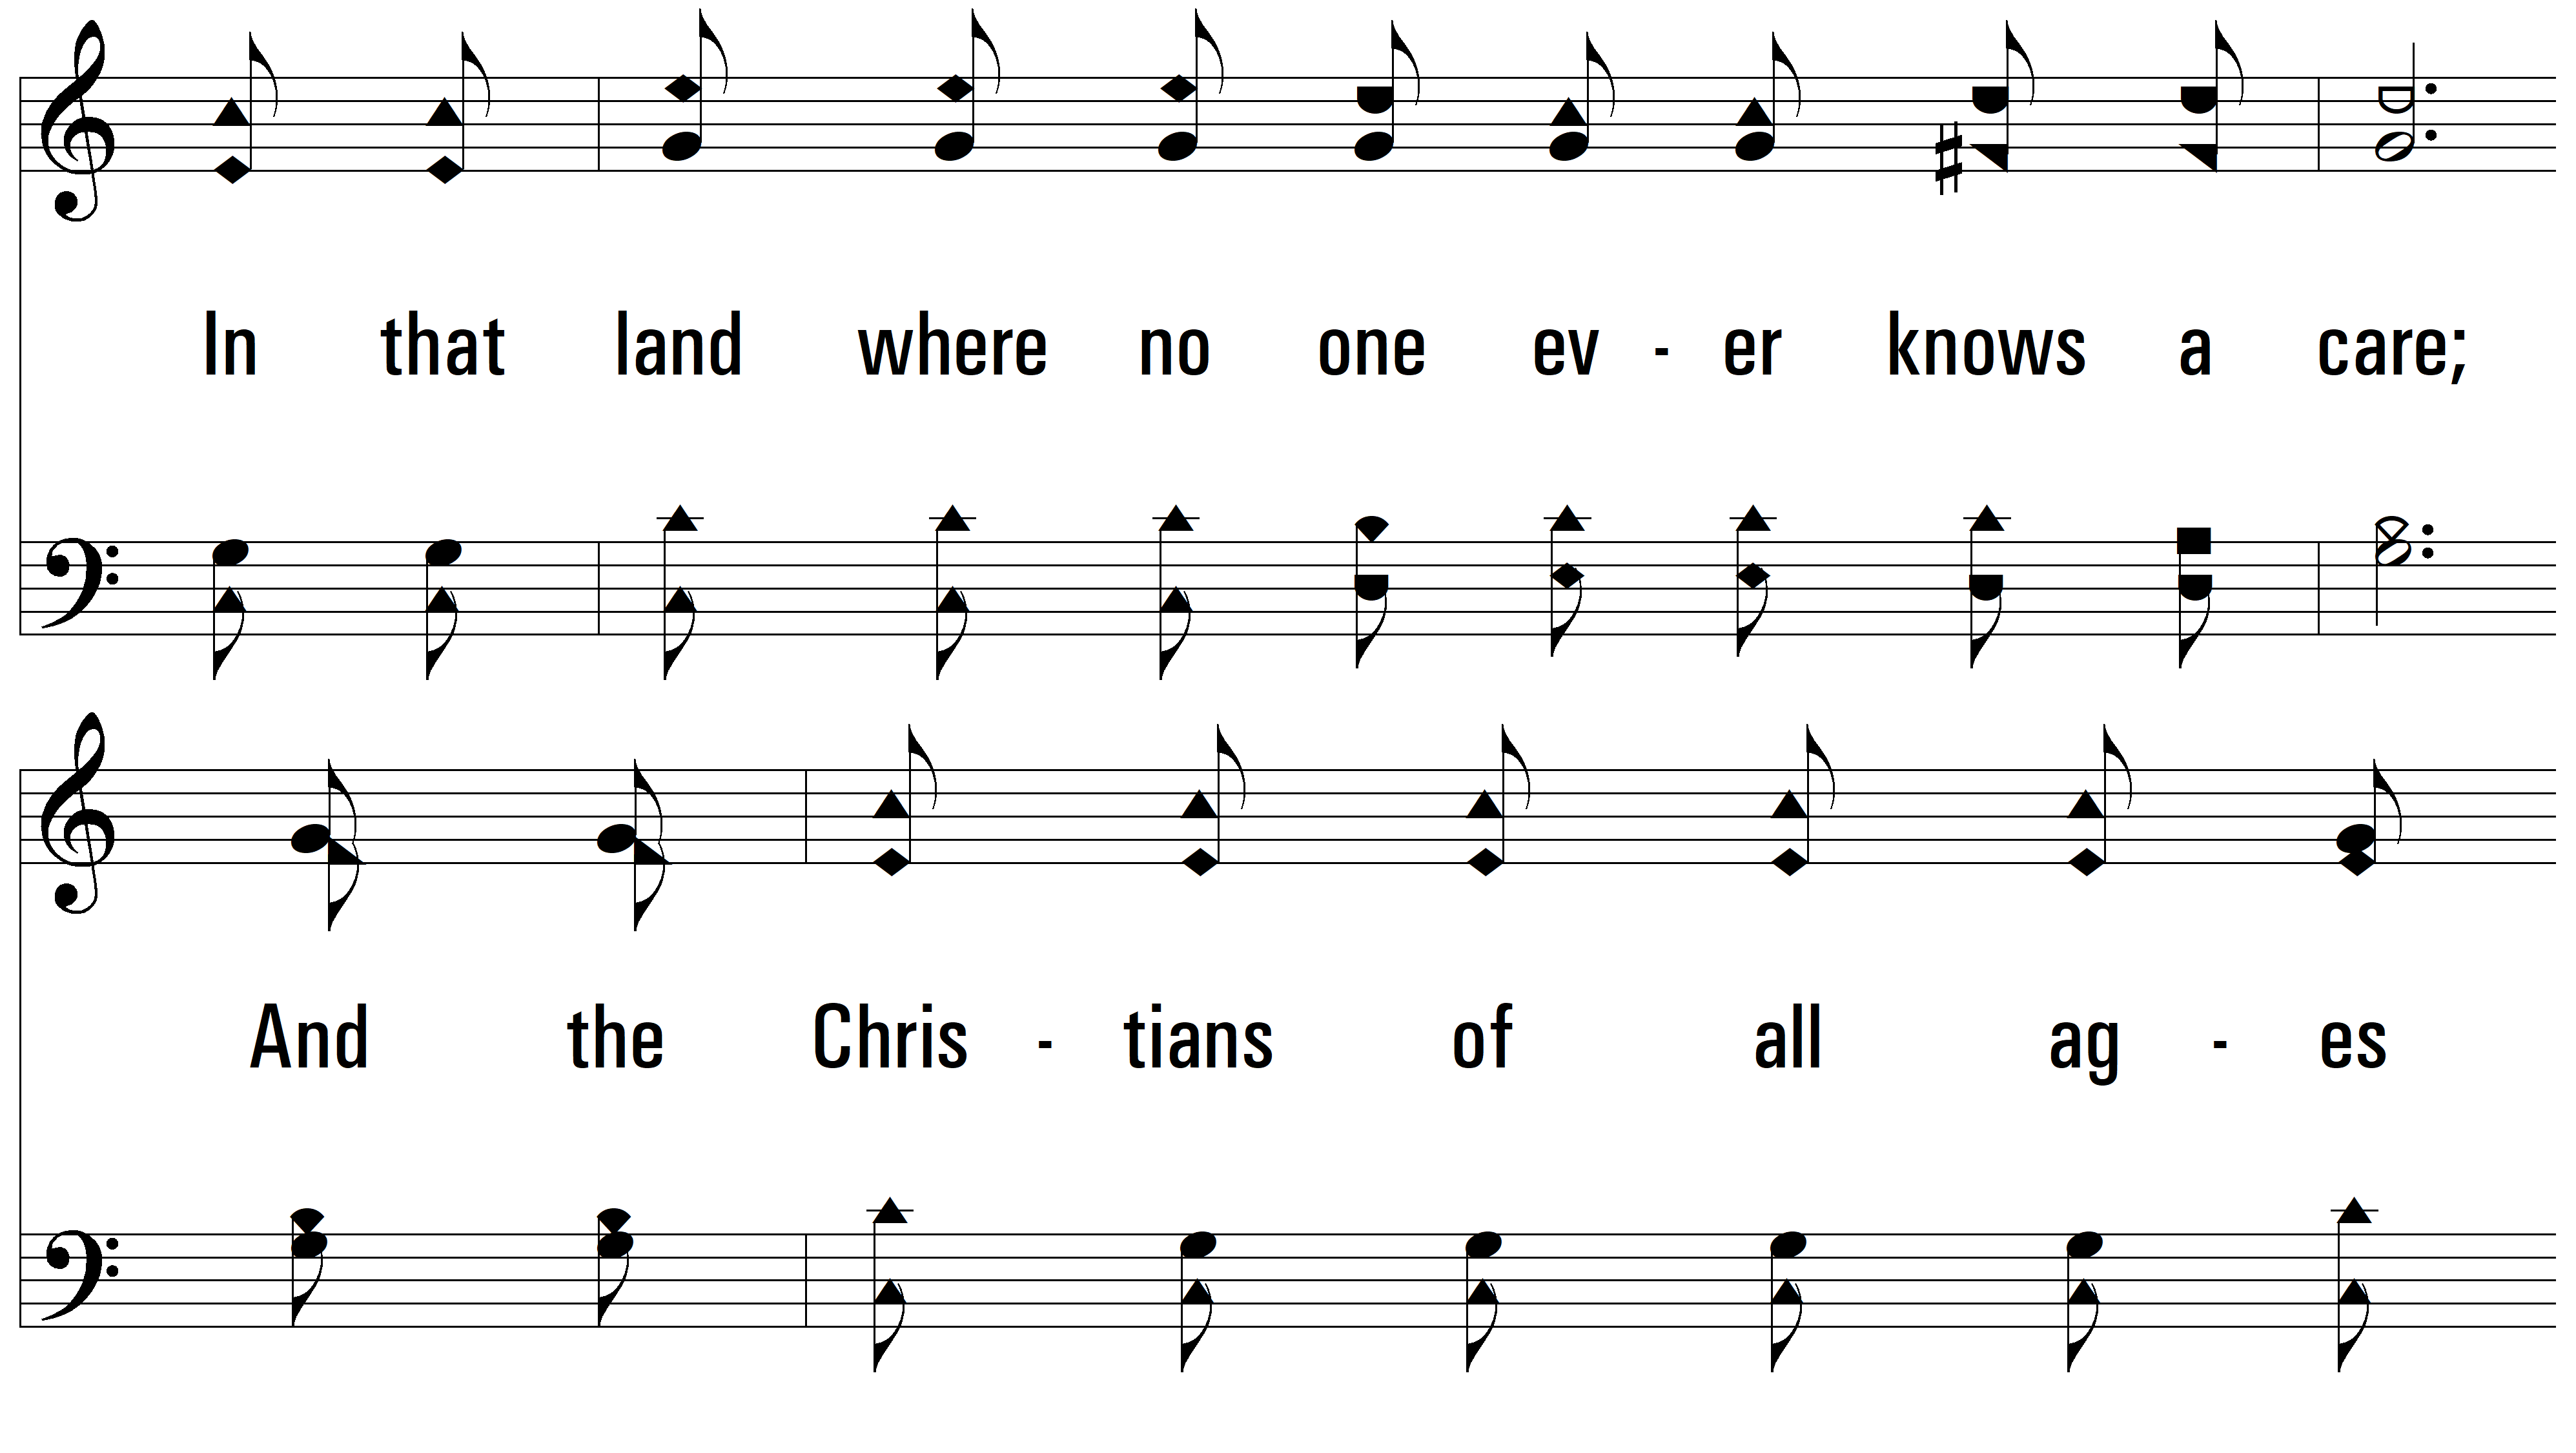 In that land where no one ev - er knows a care;
And the Chris - tians of all ag - es